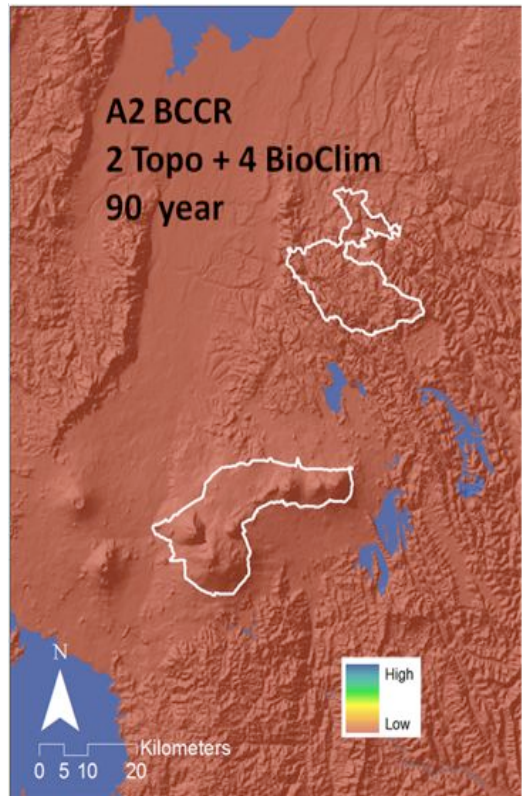 A2 BCCR
2 Topo + 4 BioClim
90 year
N
High
Low
Kilometers
0 5 10 20